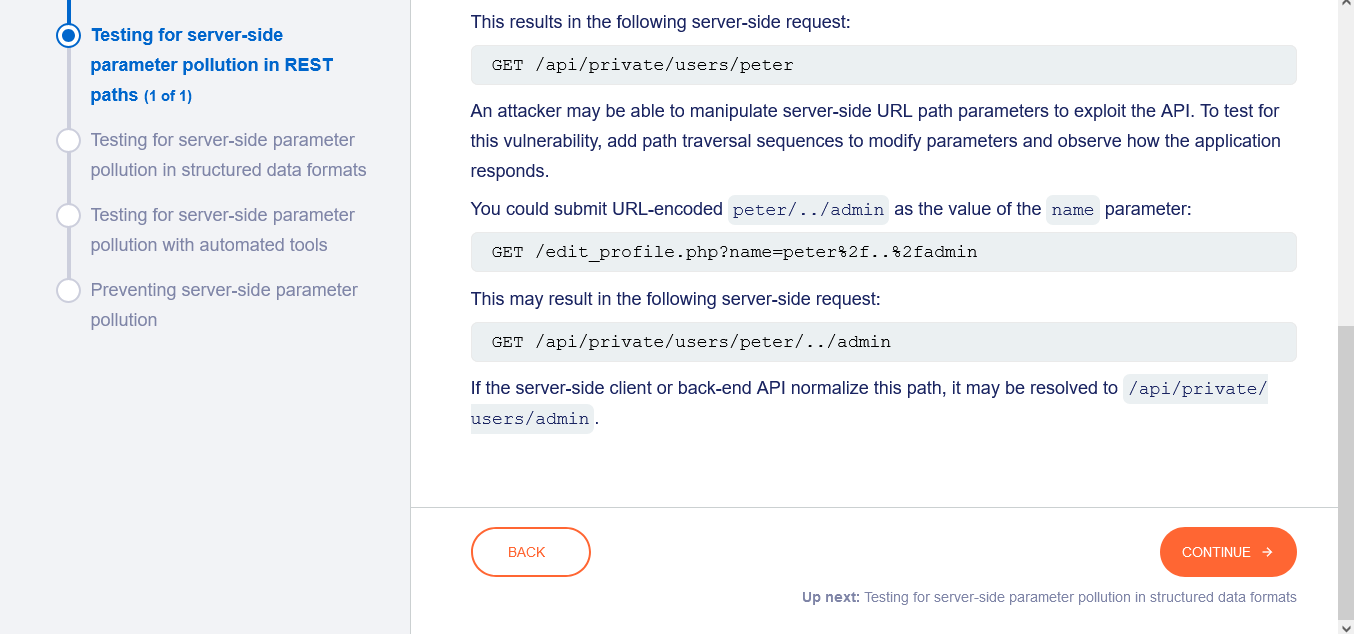 Testing for server-side
parameter pollution in REST
paths (1 of 1)
Testing for server-side parameter
pollution in structured data formats
Testing for server-side parameter
pollution with automated tools
Preventing server-side parameter
pollution
This results in the following server-side request:
GET /api/private/users/peter
An attacker may be able to manipulate server-side URL path parameters to exploit the API. To test for
this vulnerability, add path traversal sequences to modify parameters and observe how the application
responds.
You could submit URL-encoded peter/../admin as the value of the name parameter:
GET /edit_profile.php?name=peter%2f..%2fadmin
This may result in the following server-side request:
GET /api/private/users/peter/../admin
If the server-side client or back-end API normalize this path, it may be resolved to /api/private/
users/admin.
BACK
CONTINUE →
Up next: Testing for server-side parameter pollution in structured data formats